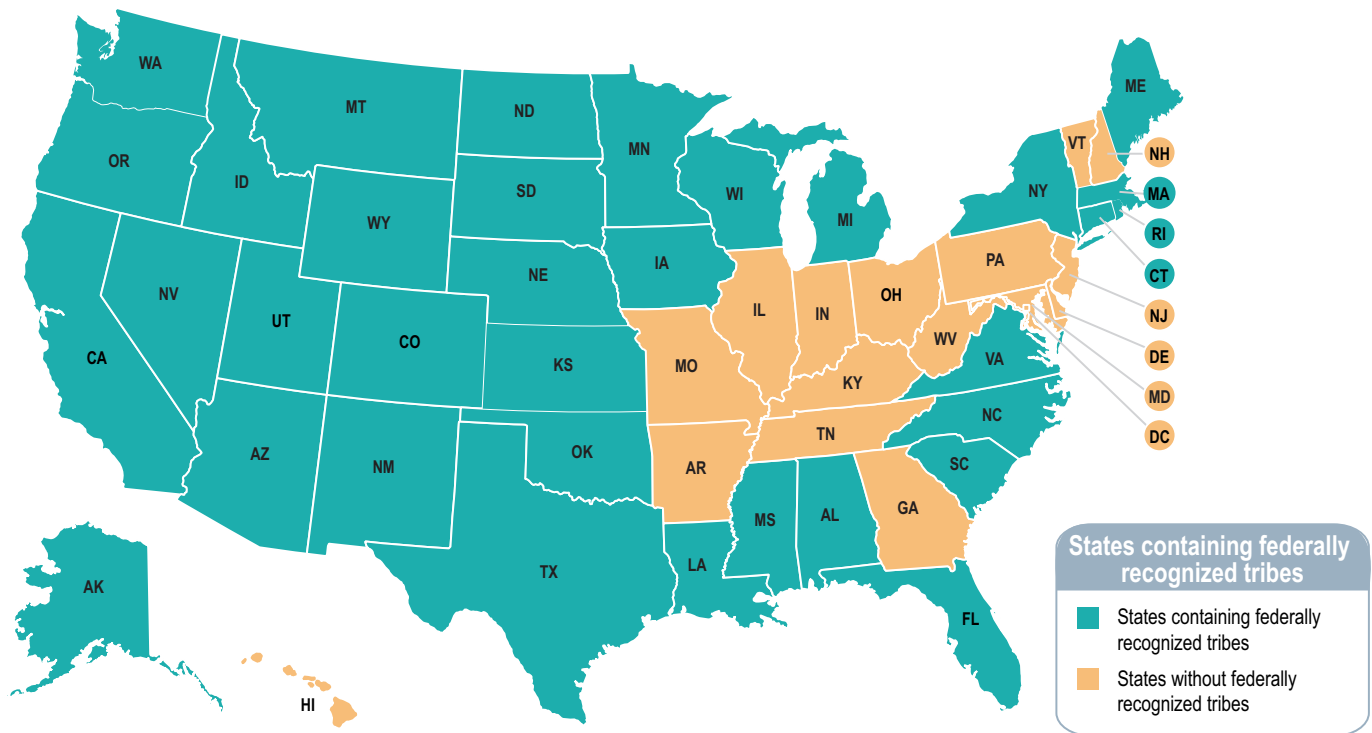 WA
MT
ND
MN
ME
VT
NH
OR
ID
SD
WI
NY
MA
WY
MI
RI
IA
PA
CT
NE
NV
UT
CO
IL
IN
OH
NJ
CA
KS
MO
WV
VA
DE
KY
MD
NC
TN
DC
AZ
NM
OK
AR
SC
MS
AL
GA
LA
TX
AK
FL
HI
States containing federally
recognized tribes
States containing federally
recognized tribes
States without federally
recognized tribes